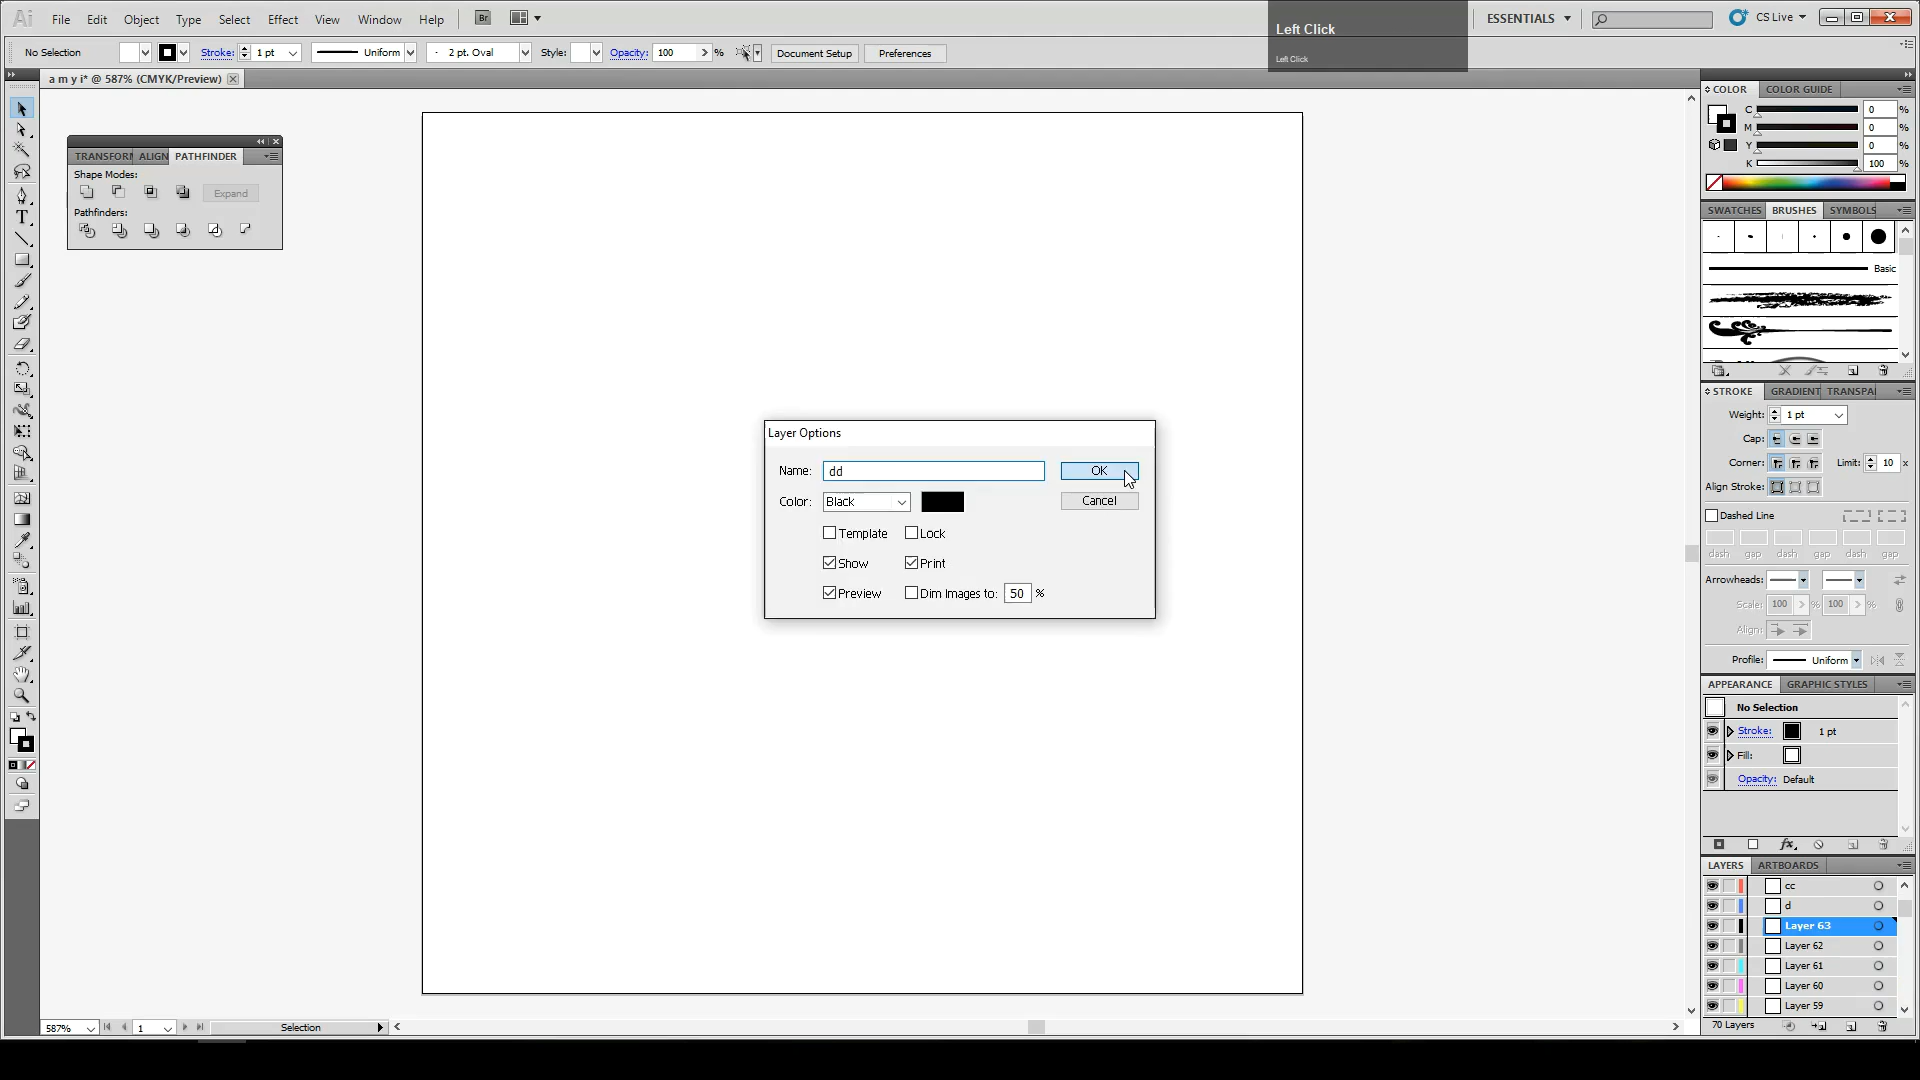 Ai File Edit Object Type Select Effect View Window Help Br
Left Click
Left Click
ESSENTIALS CS Live
No Selection Stroke: 1 pt Uniform 2 pt. Oval Style: Opacity: 100 % Document Setup Preferences
a m y i* @ 587% (CMYK/Preview)
TRANSFORM ALIGN PATHFINDER
Shape Modes:
Expand
Pathfinders:
COLOR COLOR GUIDE
C 0 %
M 0 %
Y 0 %
K 100 %
SWATCHES BRUSHES SYMBOLS
Basic
STROKE GRADIENT TRANSPA
Weight: 1 pt
Cap:
Corner: Limit: 10 x
Align Stroke:
Dashed Line
dash gap dash gap dash gap
Arrowheads:
Scale: 100 % 100 %
Align:
Profile: Uniform
APPEARANCE GRAPHIC STYLES
No Selection
Stroke: 1 pt
Fill:
Opacity: Default
fx
LAYERS ARTBOARDS
cc
d
Layer 63
Layer 62
Layer 61
Layer 60
Layer 59
70 Layers
Layer Options
Name: dd OK
Color: Black Cancel
Template Lock
Show Print
Preview Dim Images to: 50 %
587% 1 Selection